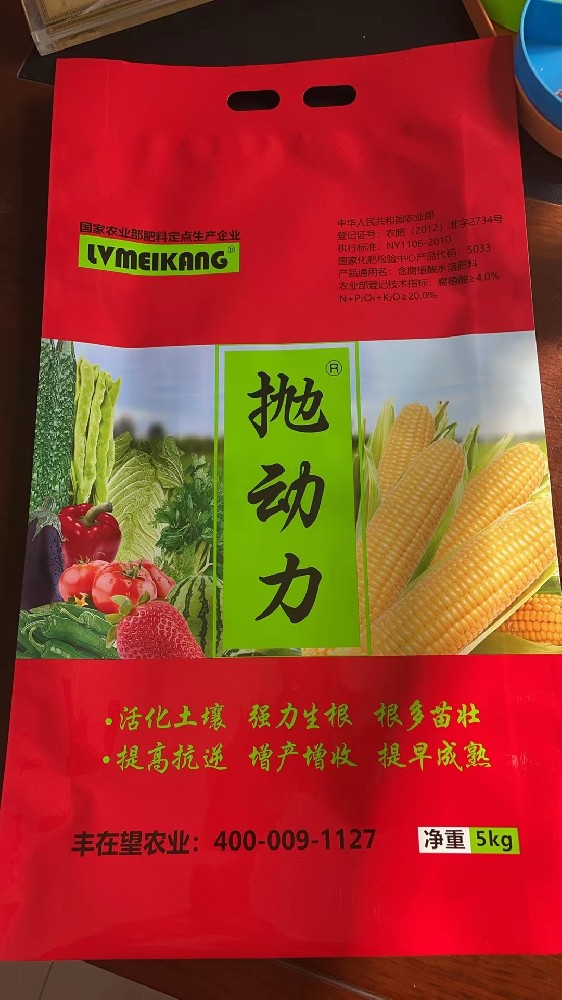 国家农业部肥料定点生产企业
LVMEIKANG®
中华人民共和国农业部
登记证号：农肥（2012）准字2734号
执行标准：NY1106-2010
国家化肥检验中心产品代码：5033
产品通用名：含腐植酸水溶肥料
农业部登记技术指标：腐植酸≥4.0%
N+P₂O₅+K₂O≥20.0%
抛动力®
·活化土壤 强力生根 根多苗壮
·提高抗逆 增产增收 提早成熟
丰在望农业：400-009-1127
净重 5kg